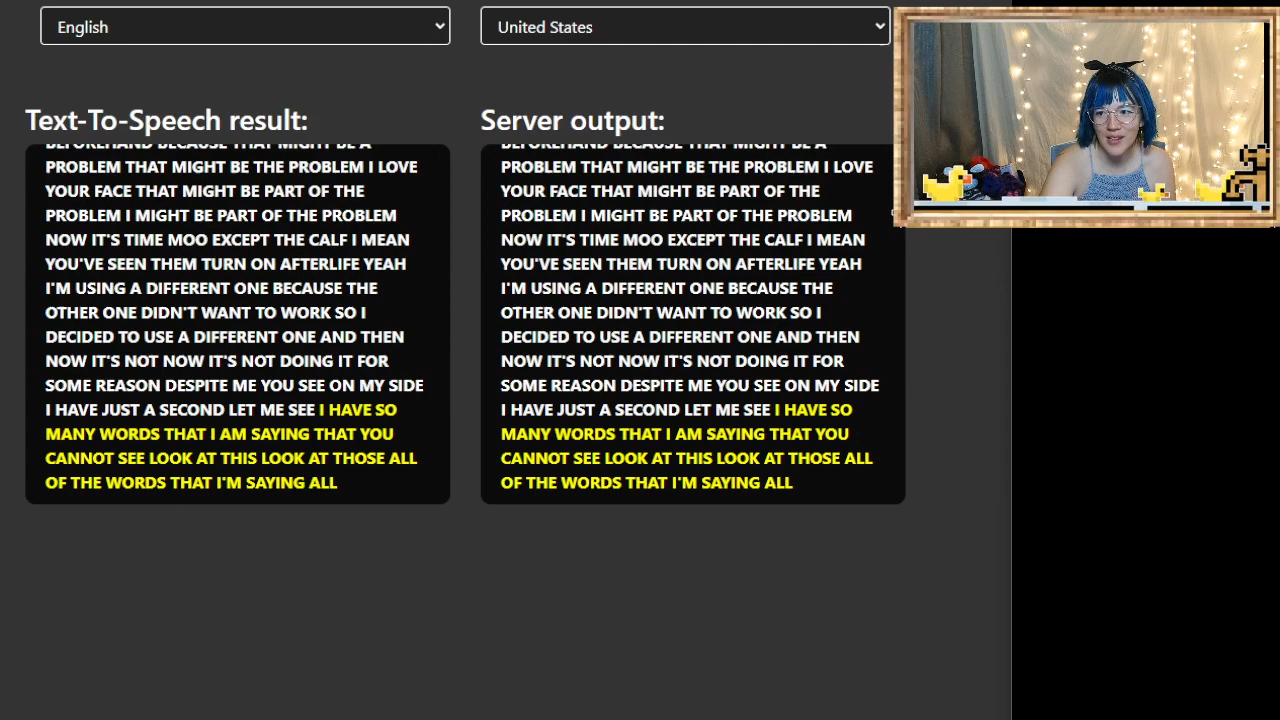 English
United States
Text-To-Speech result:
BEFOREHAND BECAUSE THAT MIGHT BE A
PROBLEM THAT MIGHT BE THE PROBLEM I LOVE
YOUR FACE THAT MIGHT BE PART OF THE
PROBLEM I MIGHT BE PART OF THE PROBLEM
NOW IT'S TIME MOO EXCEPT THE CALF I MEAN
YOU'VE SEEN THEM TURN ON AFTERLIFE YEAH
I'M USING A DIFFERENT ONE BECAUSE THE
OTHER ONE DIDN'T WANT TO WORK SO I
DECIDED TO USE A DIFFERENT ONE AND THEN
NOW IT'S NOT NOW IT'S NOT DOING IT FOR
SOME REASON DESPITE ME YOU SEE ON MY SIDE
I HAVE JUST A SECOND LET ME SEE I HAVE SO
MANY WORDS THAT I AM SAYING THAT YOU
CANNOT SEE LOOK AT THIS LOOK AT THOSE ALL
OF THE WORDS THAT I'M SAYING ALL
Server output:
BEFOREHAND BECAUSE THAT MIGHT BE A
PROBLEM THAT MIGHT BE THE PROBLEM I LOVE
YOUR FACE THAT MIGHT BE PART OF THE
PROBLEM I MIGHT BE PART OF THE PROBLEM
NOW IT'S TIME MOO EXCEPT THE CALF I MEAN
YOU'VE SEEN THEM TURN ON AFTERLIFE YEAH
I'M USING A DIFFERENT ONE BECAUSE THE
OTHER ONE DIDN'T WANT TO WORK SO I
DECIDED TO USE A DIFFERENT ONE AND THEN
NOW IT'S NOT NOW IT'S NOT DOING IT FOR
SOME REASON DESPITE ME YOU SEE ON MY SIDE
I HAVE JUST A SECOND LET ME SEE I HAVE SO
MANY WORDS THAT I AM SAYING THAT YOU
CANNOT SEE LOOK AT THIS LOOK AT THOSE ALL
OF THE WORDS THAT I'M SAYING ALL